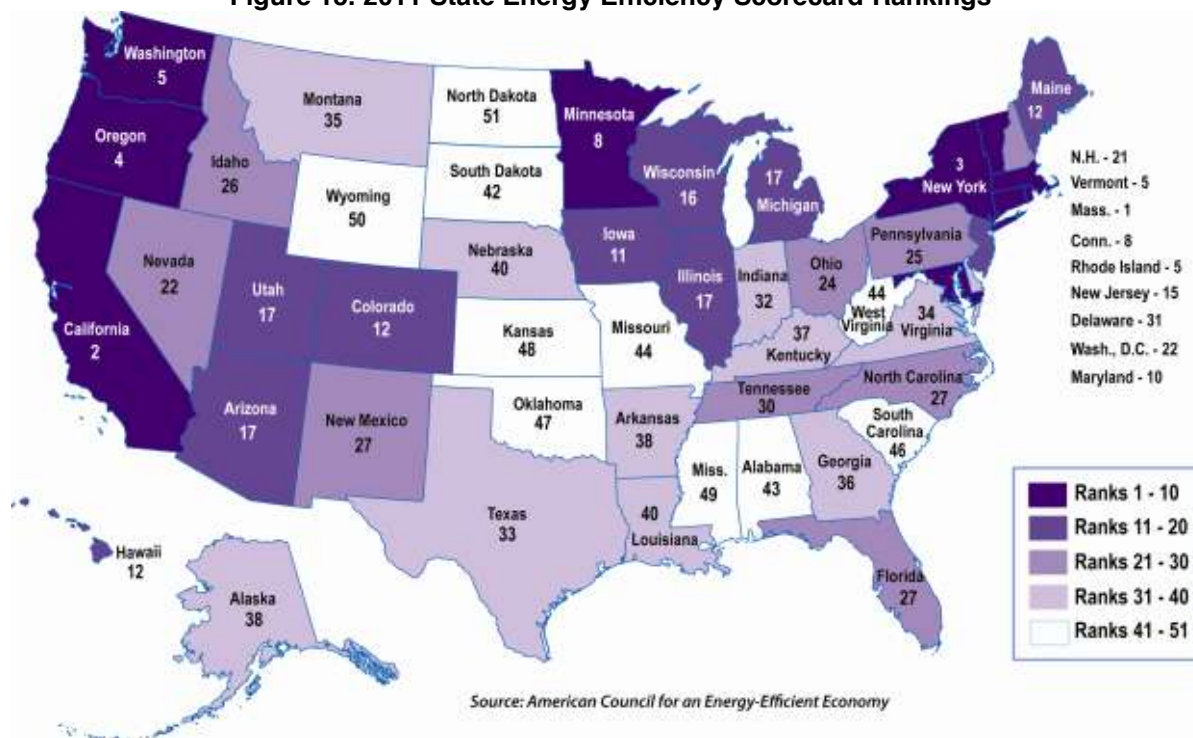 Figure 18. 2011 State Energy Efficiency Scorecard Rankings
Washington
5
Oregon
4
California
2
Idaho
26
Nevada
22
Montana
35
Wyoming
50
Utah
17
Colorado
12
Arizona
17
New Mexico
27
North Dakota
51
South Dakota
42
Nebraska
40
Kansas
48
Oklahoma
47
Texas
33
Minnesota
8
Iowa
11
Missouri
44
Arkansas
38
40
Louisiana
Wisconsin
16
Illinois
17
17
Michigan
Indiana
32
Ohio
24
37
Kentucky
Tennessee
30
Miss.
49
Alabama
43
Georgia
36
Florida
27
South
Carolina
46
North Carolina
27
34
Virginia
44
West
Virginia
Pennsylvania
25
3
New York
Maine
12
N.H. - 21
Vermont - 5
Mass. - 1
Conn. - 8
Rhode Island - 5
New Jersey - 15
Delaware - 31
Wash., D.C. - 22
Maryland - 10
Hawaii
12
Alaska
38
Ranks 1 - 10
Ranks 11 - 20
Ranks 21 - 30
Ranks 31 - 40
Ranks 41 - 51
Source: American Council for an Energy-Efficient Economy